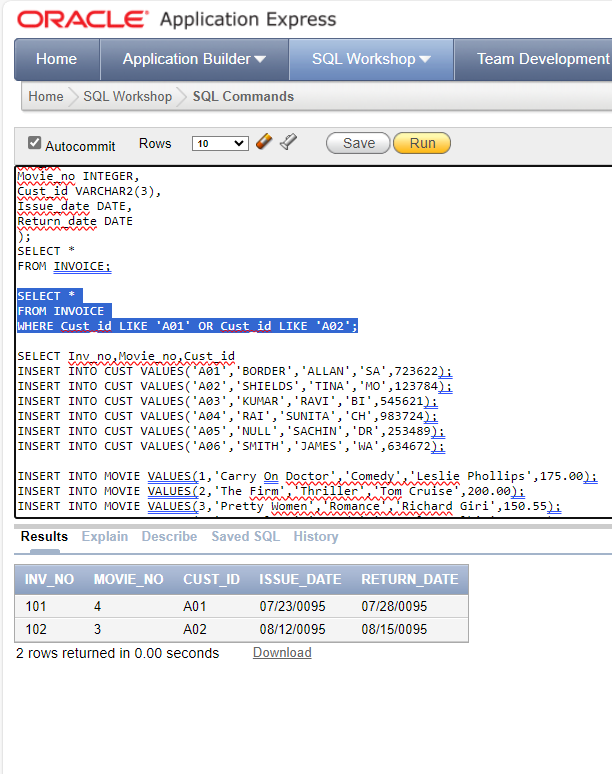 ORACLE® Application Express
Home Application Builder SQL Workshop Team Development
Home SQL Workshop SQL Commands
Autocommit Rows 10 Save Run
Movie_no INTEGER,
Cust_id VARCHAR2(3),
Issue_date DATE,
Return_date DATE
);
SELECT *
FROM INVOICE;
SELECT *
FROM INVOICE
WHERE Cust_id LIKE 'A01' OR Cust_id LIKE 'A02';
SELECT Inv_no,Movie_no,Cust_id
INSERT INTO CUST VALUES('A01','BORDER','ALLAN','SA',723622);
INSERT INTO CUST VALUES('A02','SHIELDS','TINA','MO',123784);
INSERT INTO CUST VALUES('A03','KUMAR','RAVI','BI',545621);
INSERT INTO CUST VALUES('A04','RAI','SUNITA','CH',983724);
INSERT INTO CUST VALUES('A05','NULL','SACHIN','DR',253489);
INSERT INTO CUST VALUES('A06','SMITH','JAMES','WA',634672);
INSERT INTO MOVIE VALUES(1,'Carry On Doctor','Comedy','Leslie Phollips',175.00);
INSERT INTO MOVIE VALUES(2,'The Firm','Thriller','Tom Cruise',200.00);
INSERT INTO MOVIE VALUES(3,'Pretty Women','Romance','Richard Giri',150.55);
Results Explain Describe Saved SQL History
INV_NO MOVIE_NO CUST_ID ISSUE_DATE RETURN_DATE
101 4 A01 07/23/0095 07/28/0095
102 3 A02 08/12/0095 08/15/0095
2 rows returned in 0.00 seconds Download